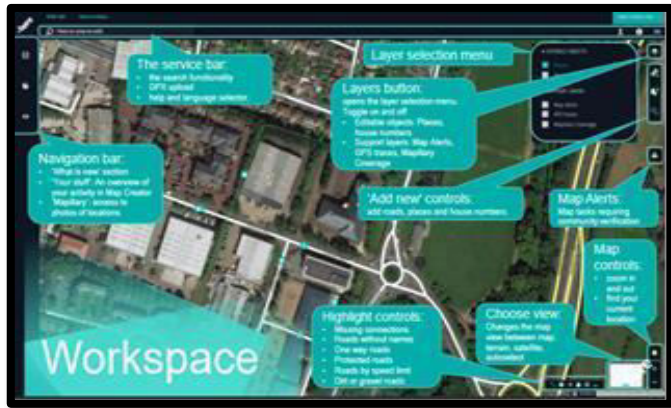 The service bar:
the search functionality
GPX upload
help and language selector
Layer selection menu
Layers button:
opens the layer selection menu.
Toggle on and off
Editable objects: Places,
house numbers
Support layers: Map Alerts,
GPS traces, Mapillary
Coverage
Navigation bar:
'What is new' section
"Your stuff": An overview of
your activity in Map Creator
'Mapillary': access to
photos of locations
'Add new' controls:
add roads, places and house numbers.
Map Alerts:
Map tasks requiring
community verification
Map
controls:
zoom in
and out
find your
current
location
Highlight controls:
Missing connections
Roads without names
One way roads
Protected roads
Roads by speed limit
Dirt or gravel roads
Choose view:
Changes the map
view between map,
terrain, satellite,
Workspace